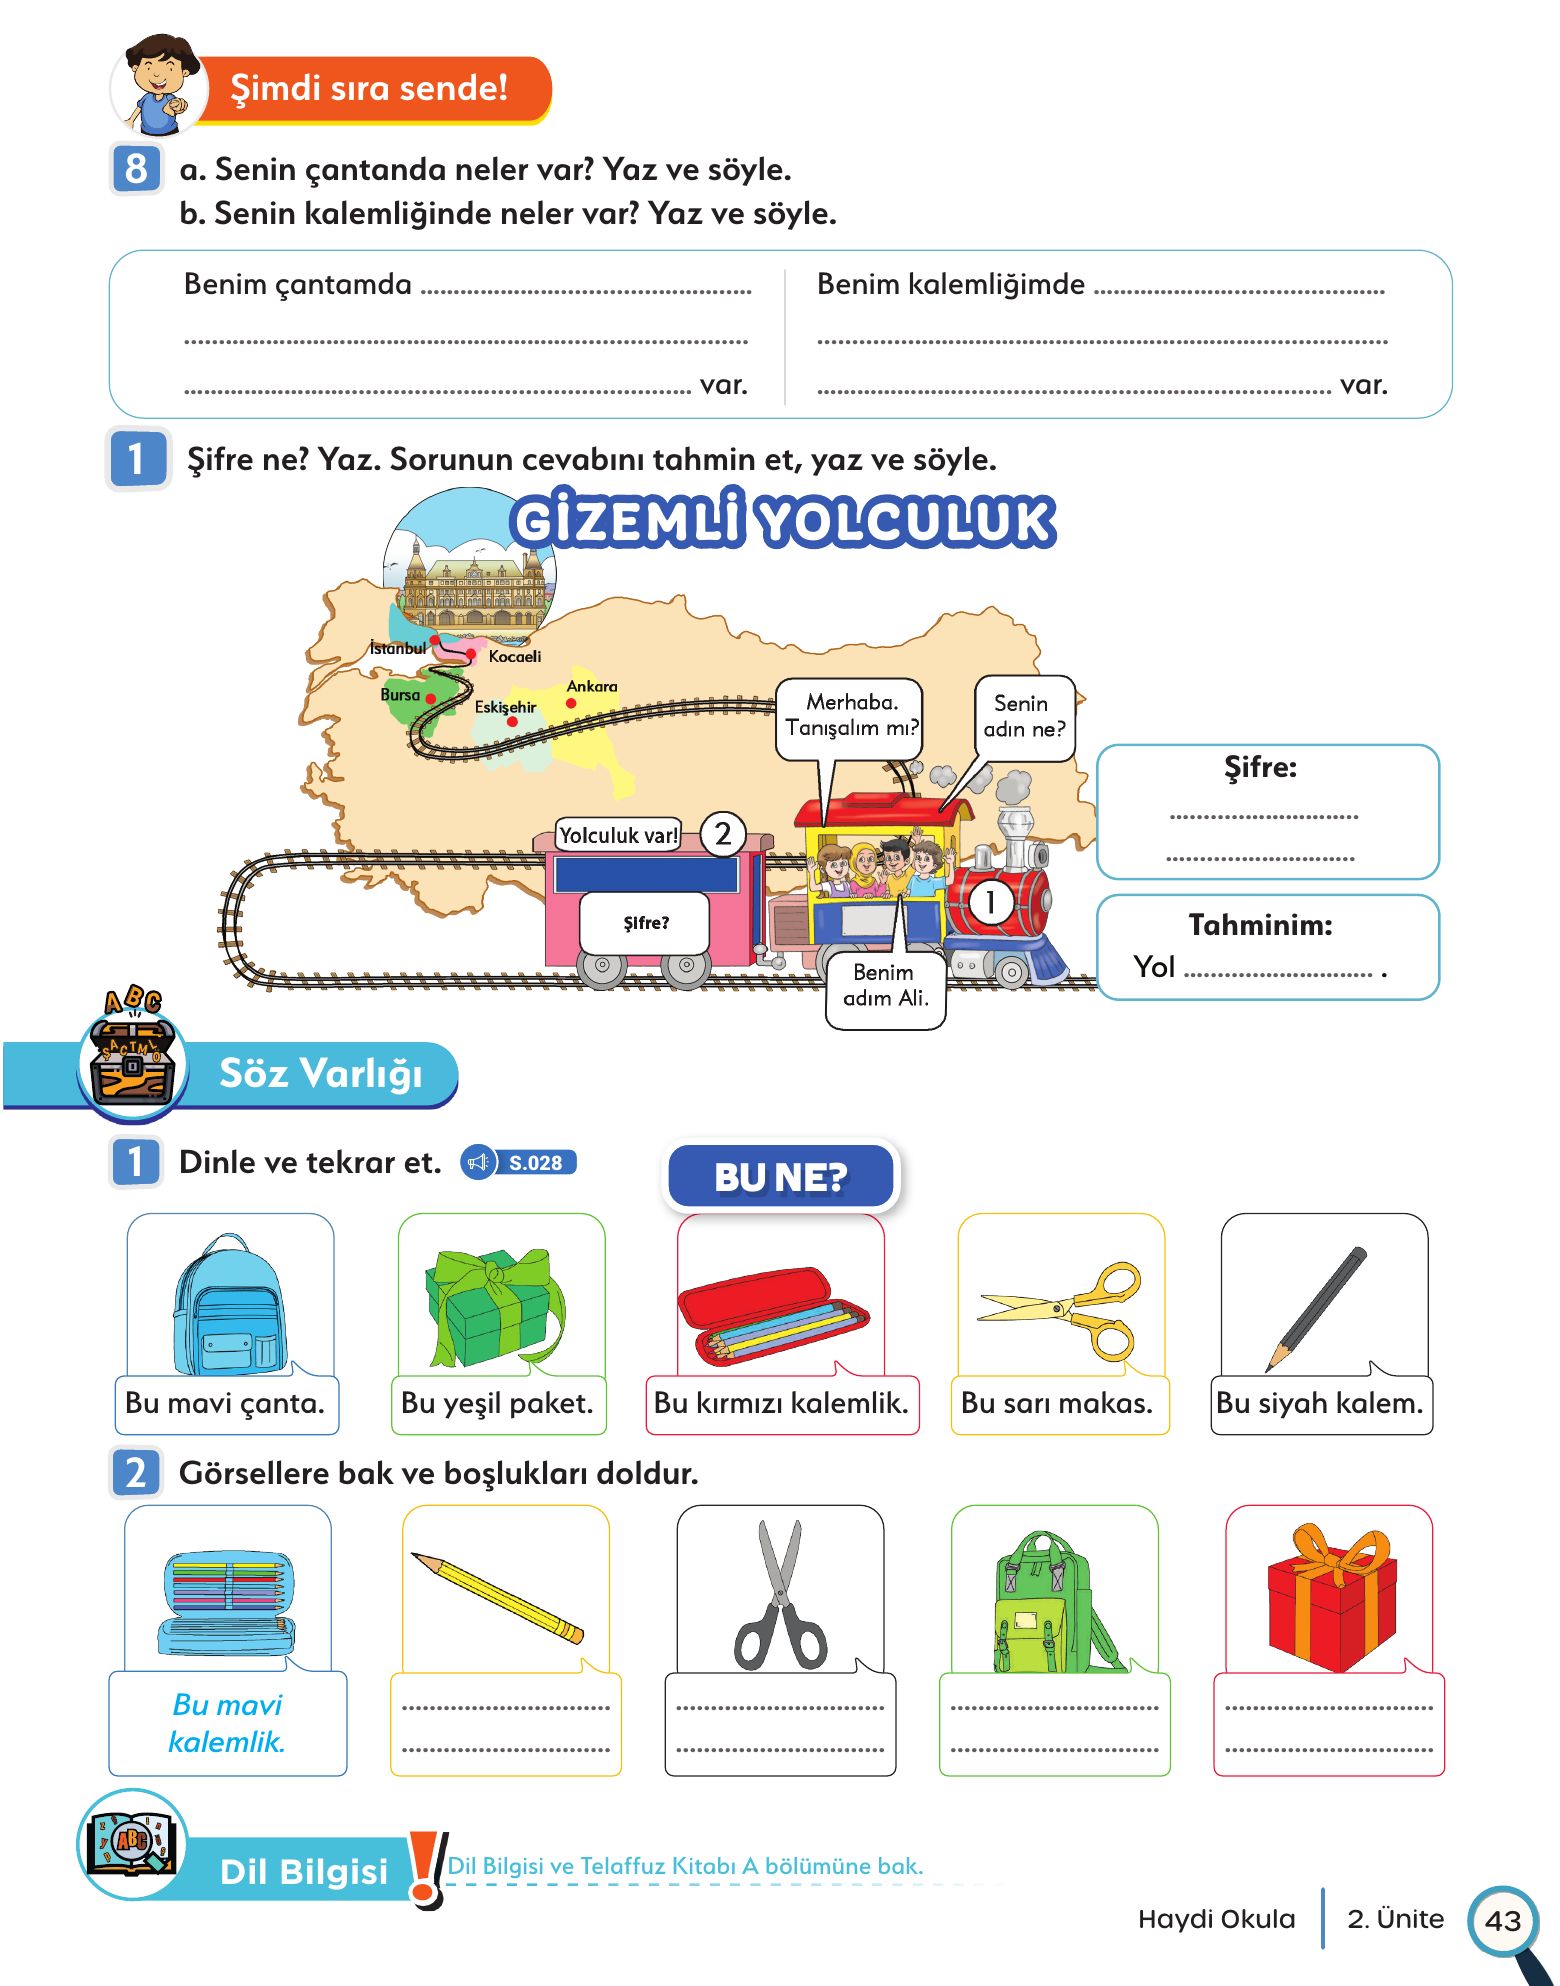 Şimdi sıra sende!
8 a. Senin çantanda neler var? Yaz ve söyle.
b. Senin kalemliğinde neler var? Yaz ve söyle.
Benim çantamda ..................................................
..................................................
.................................................. var.
Benim kalemliğimde ..................................................
..................................................
.................................................. var.
1 Şifre ne? Yaz. Sorunun cevabını tahmin et, yaz ve söyle.
GİZEMLİ YOLCULUK
İstanbul
Kocaeli
Bursa
Eskişehir
Ankara
Merhaba.
Tanışalım mı?
Senin
adın ne?
Yolculuk var!
2
Şifre?
1
Benim
adım Ali.
Şifre:
.............................
.............................
Tahminim:
Yol ............................. .
A B C
Söz Varlığı
1 Dinle ve tekrar et. S.028
BU NE?
Bu mavi çanta.
Bu yeşil paket.
Bu kırmızı kalemlik.
Bu sarı makas.
Bu siyah kalem.
2 Görsellere bak ve boşlukları doldur.
Bu mavi
kalemlik.
................................
................................
................................
................................
................................
................................
................................
................................
ABC
Dil Bilgisi
Dil Bilgisi ve Telaffuz Kitabı A bölümüne bak.
Haydi Okula | 2. Ünite 43